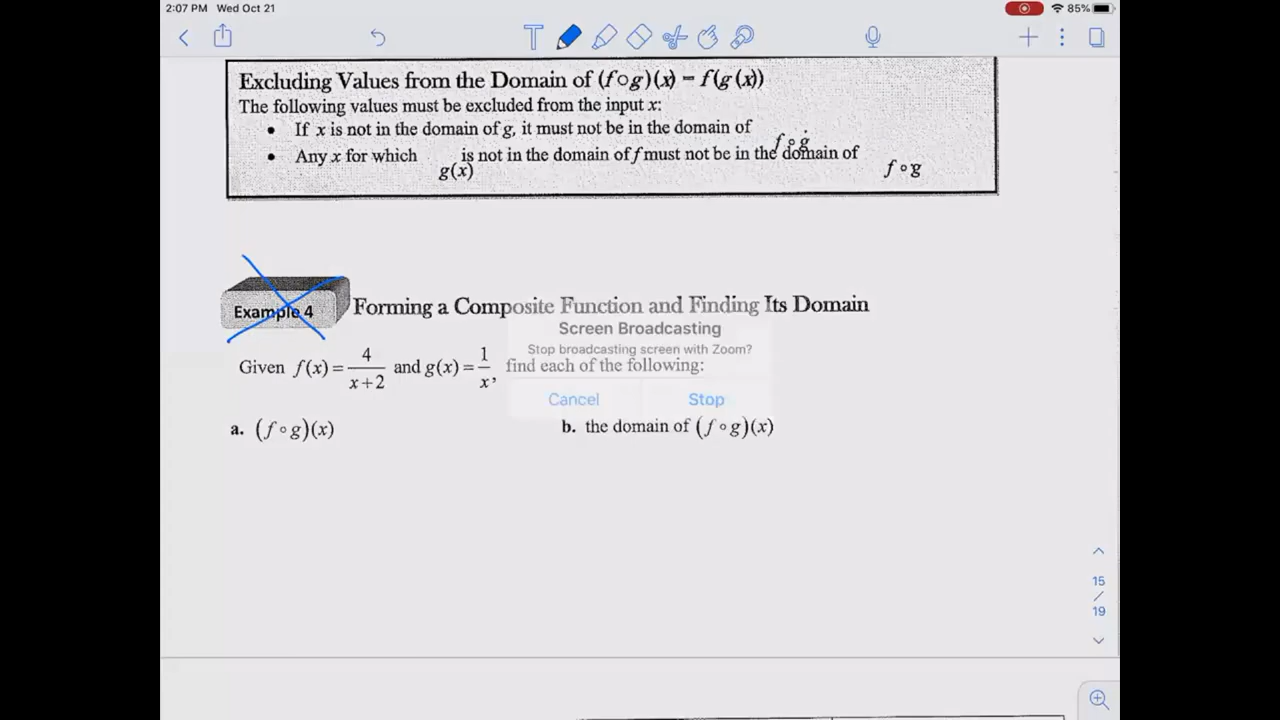 2:07 PM Wed Oct 21
85%
T
Excluding Values from the Domain of (f∘g)(x) = f(g(x))
The following values must be excluded from the input x:
• If x is not in the domain of g, it must not be in the domain of f∘g
• Any x for which g(x) is not in the domain of f must not be in the domain of f∘g
Example 4 Forming a Composite Function and Finding Its Domain
Screen Broadcasting
Stop broadcasting screen with Zoom?
Given f(x)=4/(x+2) and g(x)=1/x, find each of the following:
Cancel Stop
a. (f∘g)(x) b. the domain of (f∘g)(x)
15
/
19